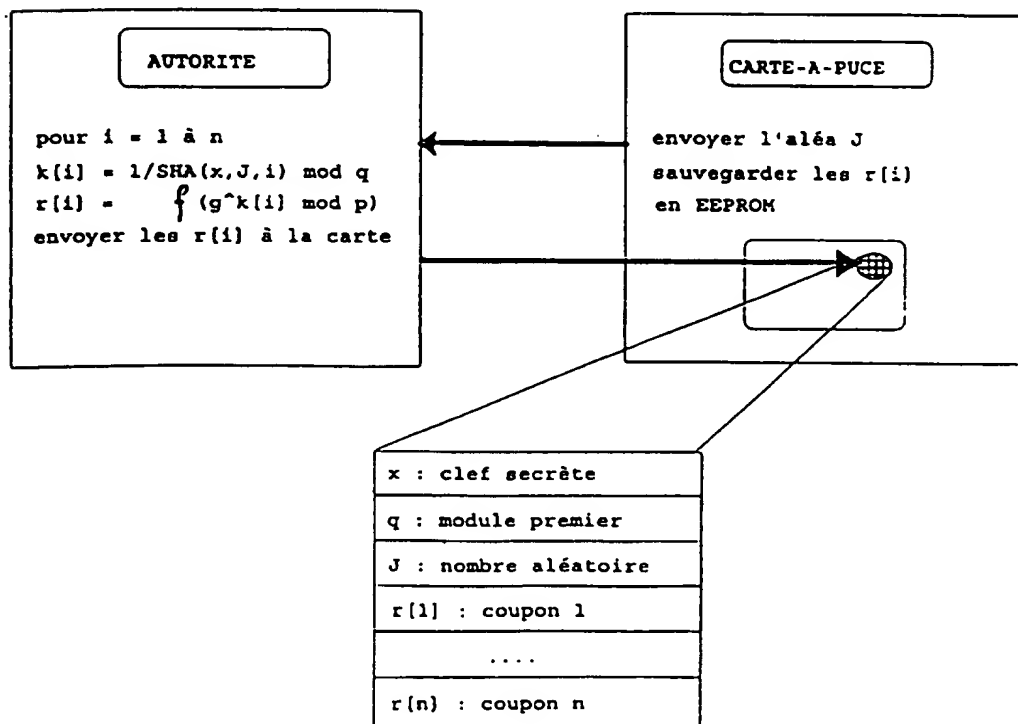 AUTORITE
pour i = 1 à n
k[i] = 1/SHA(x,J,i) mod q
r[i] = f (g^k[i] mod p)
envoyer les r[i] à la carte
CARTE-A-PUCE
envoyer l'aléa J
sauvegarder les r[i]
en EEPROM
x : clef secrète
q : module premier
J : nombre aléatoire
r[1] : coupon 1
....
r[n] : coupon n